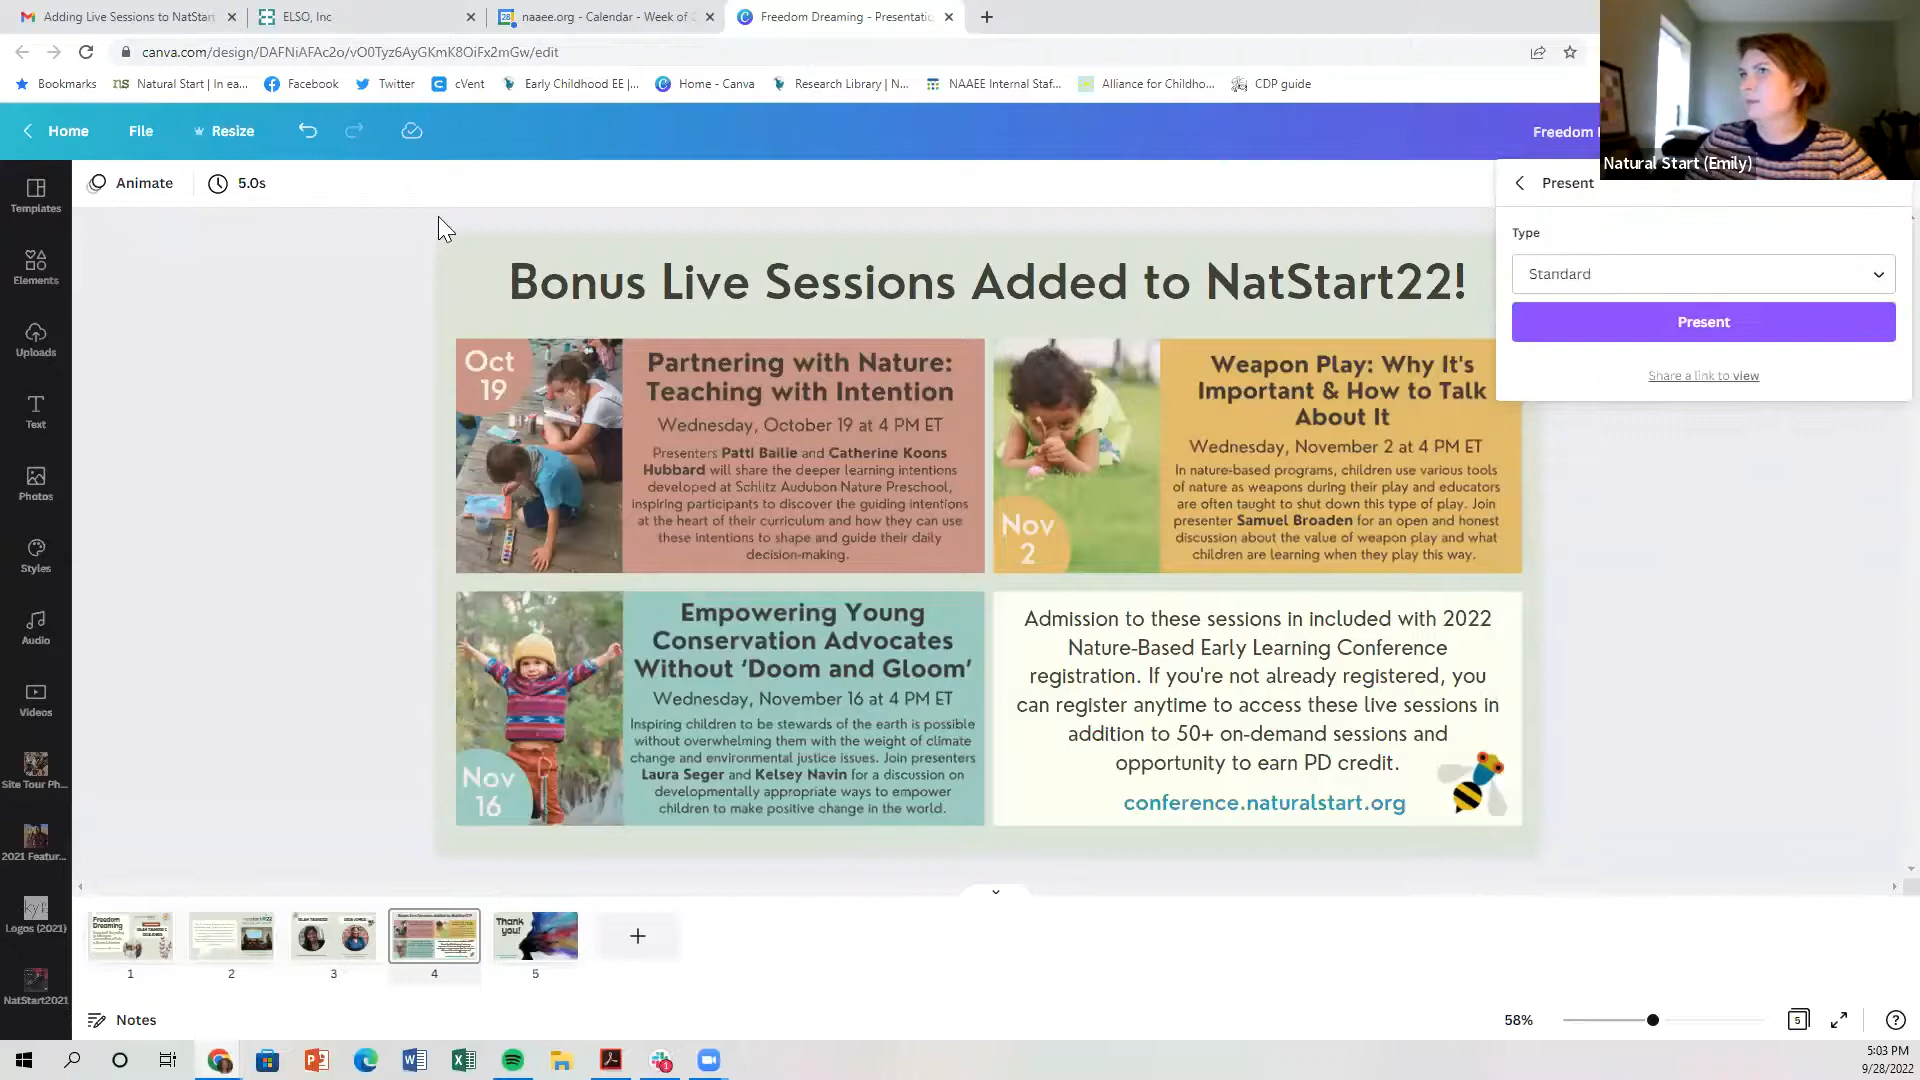 Adding Live Sessions to NatStar
ELSO, Inc
naaee.org - Calendar - Week of
Freedom Dreaming - Presentatio
canva.com/design/DAFNiAFAc2o/vO0Tyz6AyGKmK8OiFx2mGw/edit
Bookmarks
Natural Start | In ea...
Facebook
Twitter
cVent
Early Childhood EE |...
Home - Canva
Research Library | N...
NAAEE Internal Staf...
Alliance for Childho...
CDP guide
Natural Start (Emily)
Home
File
Resize
Freedom
Animate
5.0s
Present
Type
Standard
Present
Share a link to view
Templates
Elements
Uploads
Text
Photos
Styles
Audio
Videos
Site Tour Ph...
2021 Featur...
Logos (2021)
NatStart2021
Bonus Live Sessions Added to NatStart22!
Oct
19
Partnering with Nature:
Teaching with Intention
Wednesday, October 19 at 4 PM ET
Presenters Patti Bailie and Catherine Koons
Hubbard will share the deeper learning intentions
developed at Schlitz Audubon Nature Preschool,
inspiring participants to discover the guiding intentions
at the heart of their curriculum and how they can use
these intentions to shape and guide their daily
decision-making.
Nov
2
Weapon Play: Why It's
Important & How to Talk
About It
Wednesday, November 2 at 4 PM ET
In nature-based programs, children use various tools
of nature as weapons during their play and educators
are often taught to shut down this type of play. Join
presenter Samuel Broaden for an open and honest
discussion about the value of weapon play and what
children are learning when they play this way.
Nov
16
Empowering Young
Conservation Advocates
Without 'Doom and Gloom'
Wednesday, November 16 at 4 PM ET
Inspiring children to be stewards of the earth is possible
without overwhelming them with the weight of climate
change and environmental justice issues. Join presenters
Laura Seger and Kelsey Navin for a discussion on
developmentally appropriate ways to empower
children to make positive change in the world.
Admission to these sessions in included with 2022
Nature-Based Early Learning Conference
registration. If you're not already registered, you
can register anytime to access these live sessions in
addition to 50+ on-demand sessions and
opportunity to earn PD credit.
conference.naturalstart.org
Freedom
Dreaming
Thank
you!
1
2
3
4
5
Notes
58%
5
5:03 PM
9/28/2022